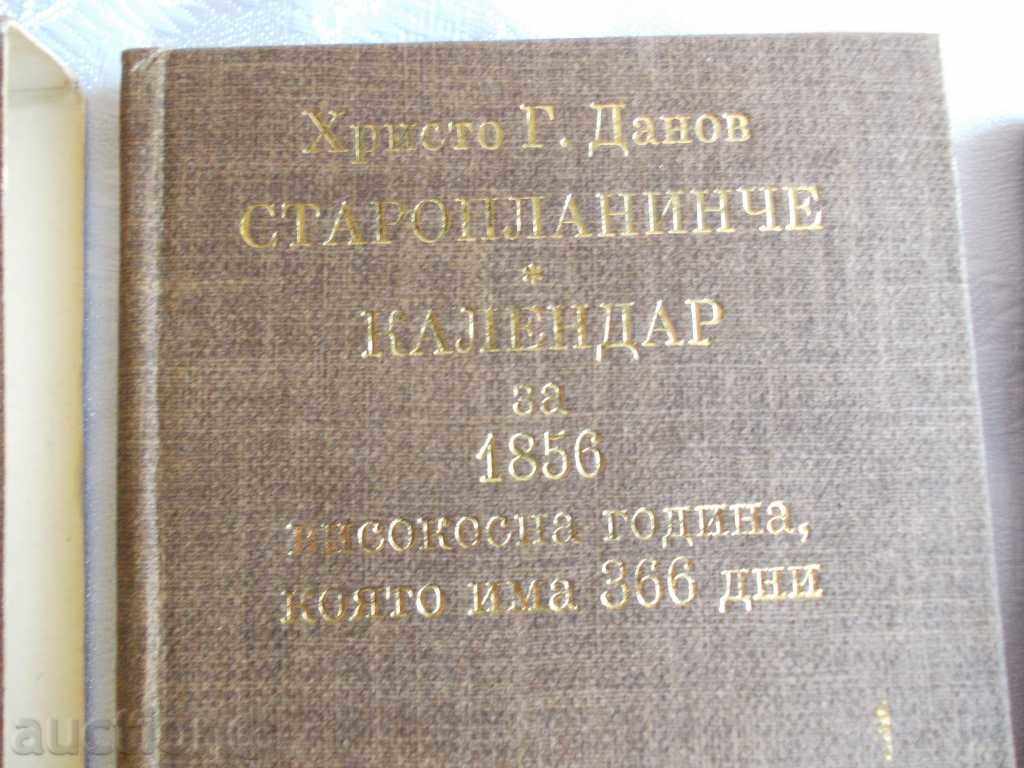 Христо Г. Данов
СТАРОПЛАНИНЧЕ
*
КАЛЕНДАР
за
1856
високосна година,
която има 366 дни